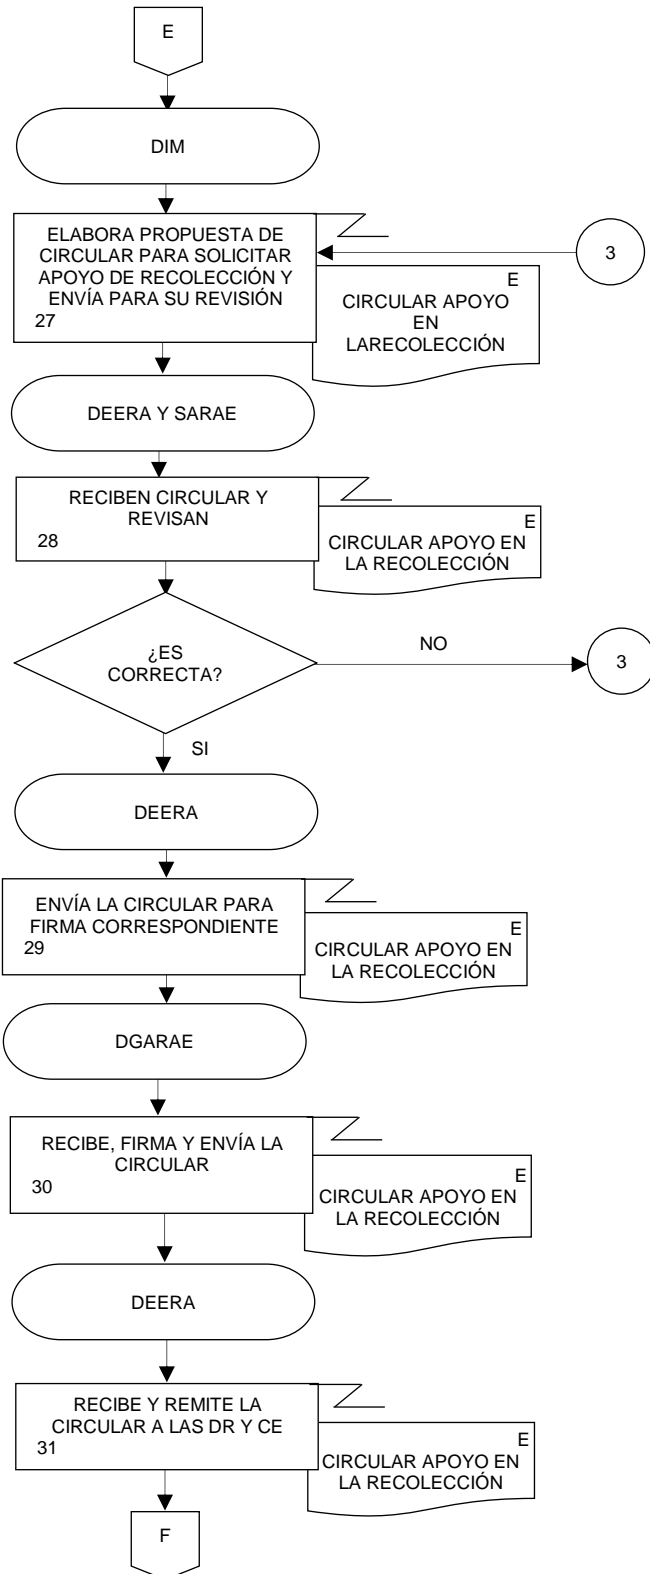 E
DIM
ELABORA PROPUESTA DE
CIRCULAR PARA SOLICITAR
APOYO DE RECOLECCIÓN Y
ENVÍA PARA SU REVISIÓN
27
3
E
CIRCULAR APOYO
EN
LARECOLECCIÓN
DEERA Y SARAE
RECIBEN CIRCULAR Y
REVISAN
28
E
CIRCULAR APOYO EN
LA RECOLECCIÓN
¿ES
CORRECTA?
NO
3
SI
DEERA
ENVÍA LA CIRCULAR PARA
FIRMA CORRESPONDIENTE
29
E
CIRCULAR APOYO EN
LA RECOLECCIÓN
DGARAE
RECIBE, FIRMA Y ENVÍA LA
CIRCULAR
30
E
CIRCULAR APOYO EN
LA RECOLECCIÓN
DEERA
RECIBE Y REMITE LA
CIRCULAR A LAS DR Y CE
31
E
CIRCULAR APOYO EN
LA RECOLECCIÓN
F